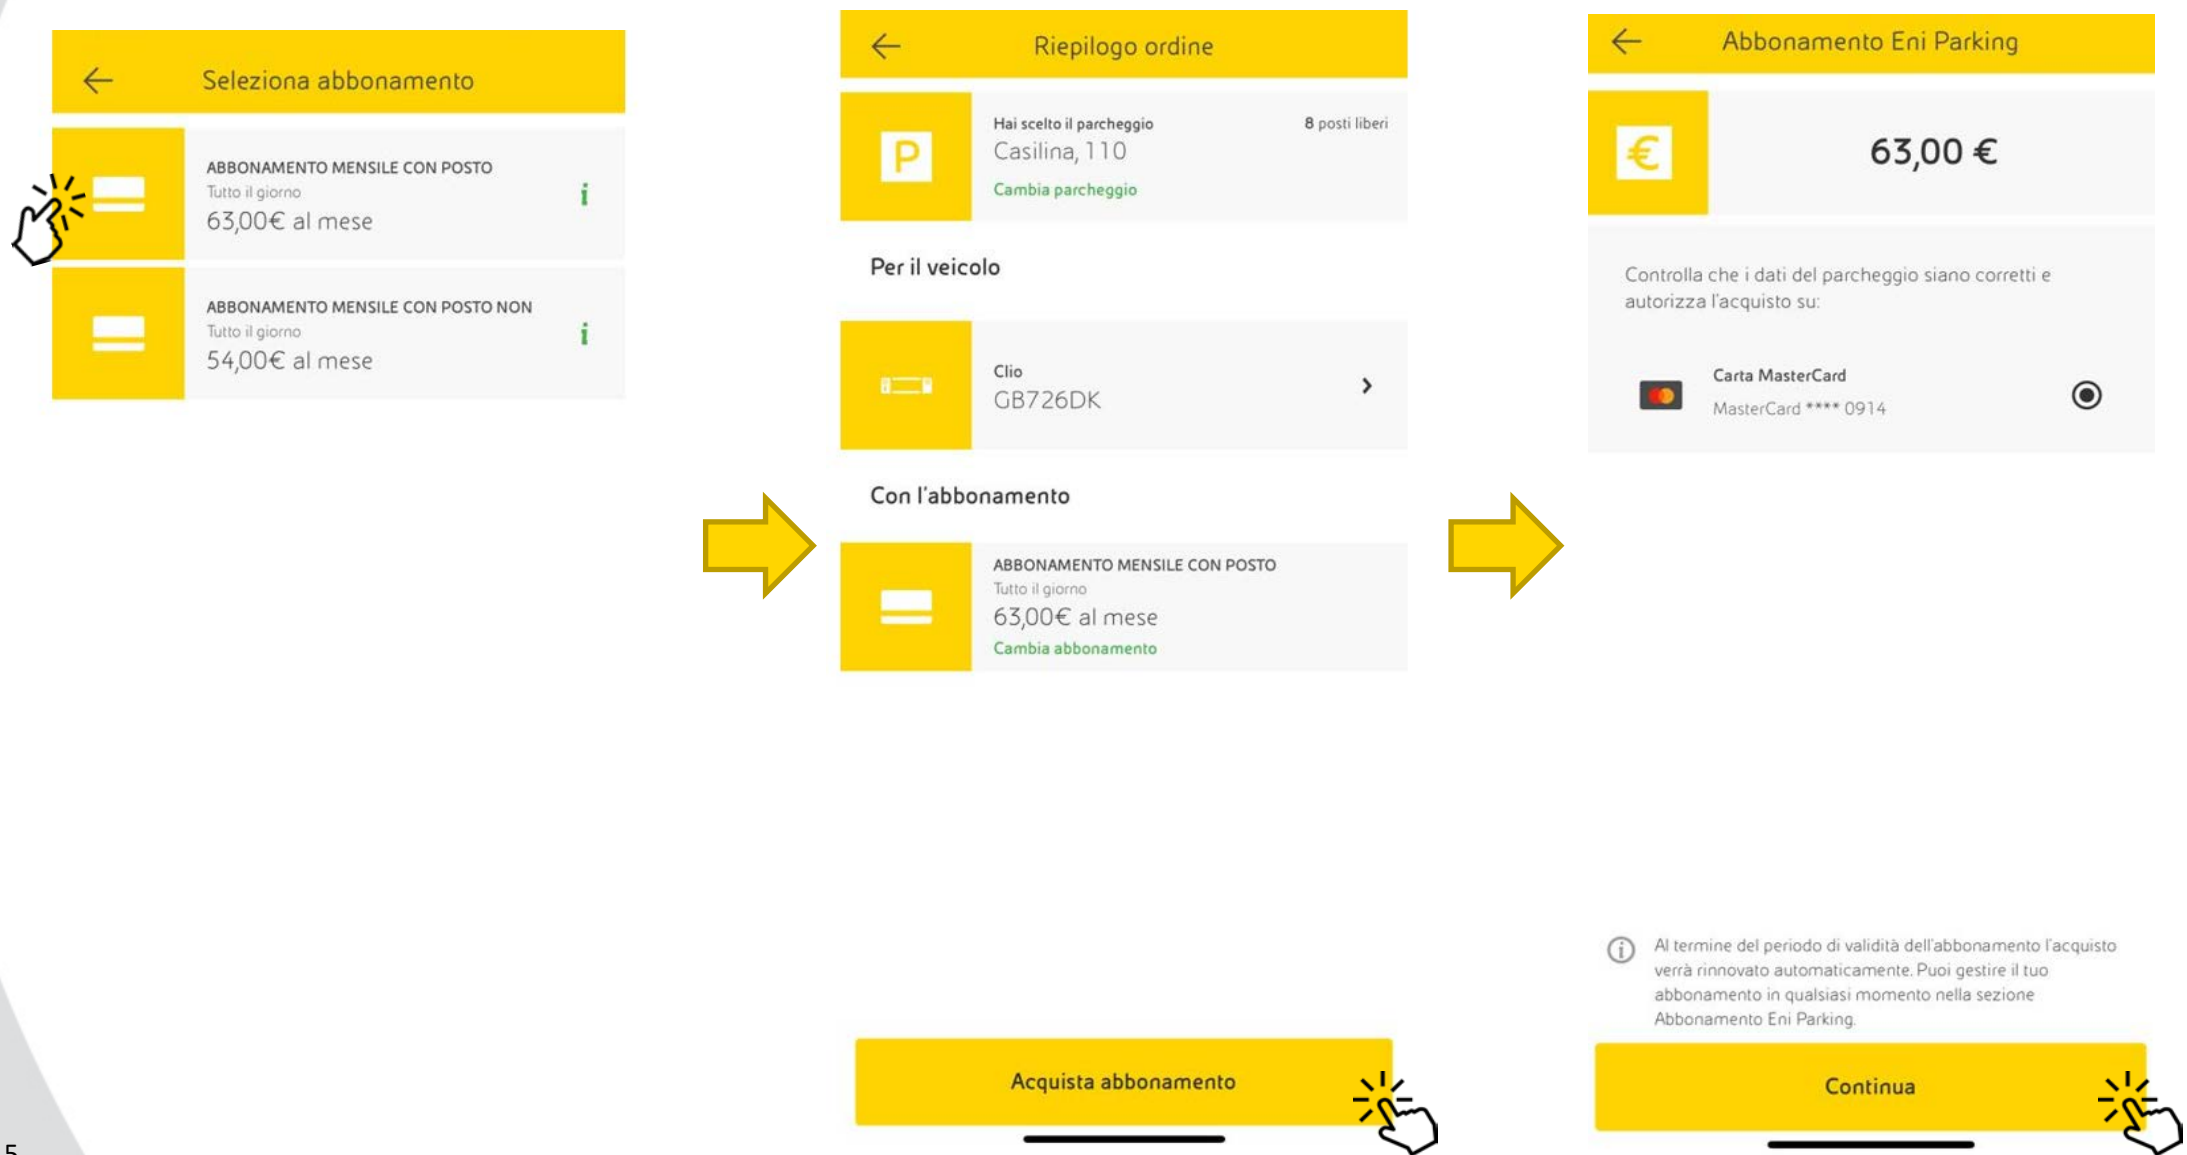 Seleziona abbonamento
ABBONAMENTO MENSILE CON POSTO
Tutto il giorno
63,00€ al mese
i
ABBONAMENTO MENSILE CON POSTO NON
Tutto il giorno
54,00€ al mese
i
Riepilogo ordine
P
Hai scelto il parcheggio
8 posti liberi
Casilina, 110
Cambia parcheggio
Per il veicolo
Clio
GB726DK
Con l'abbonamento
ABBONAMENTO MENSILE CON POSTO
Tutto il giorno
63,00€ al mese
Cambia abbonamento
Acquista abbonamento
Abbonamento Eni Parking
€
63,00 €
Controlla che i dati del parcheggio siano corretti e
autorizza l'acquisto su:
Carta MasterCard
MasterCard **** 0914
i
Al termine del periodo di validità dell'abbonamento l'acquisto
verrà rinnovato automaticamente. Puoi gestire il tuo
abbonamento in qualsiasi momento nella sezione
Abbonamento Eni Parking.
Continua
5